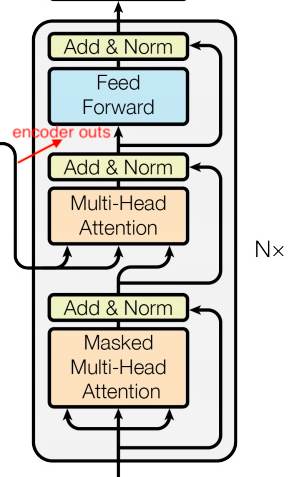 Add & Norm
Feed
Forward
encoder outs
Add & Norm
Multi-Head
Attention
N×
Add & Norm
Masked
Multi-Head
Attention